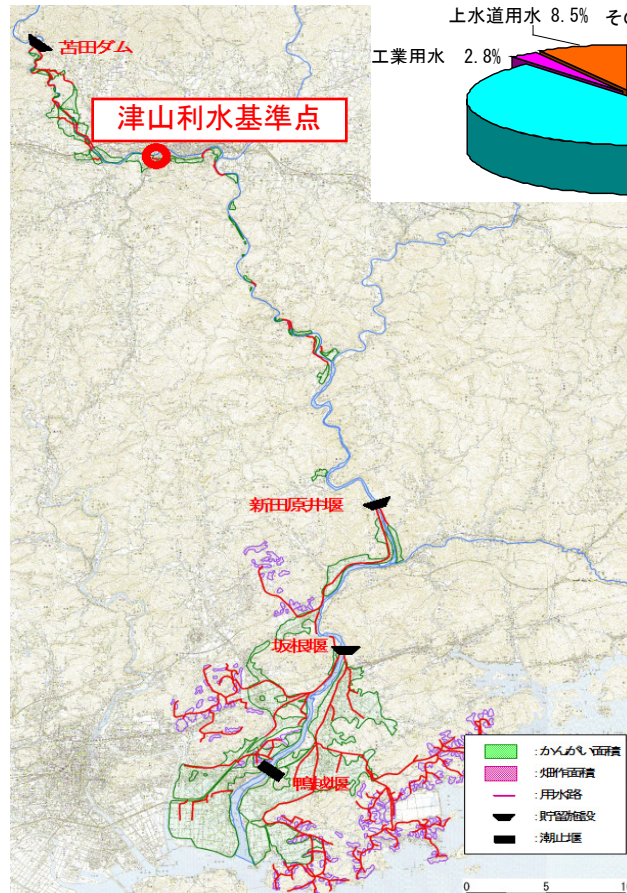 上水道用水 8.5% その
工業用水 2.8%
苫田ダム
津山利水基準点
新田原井堰
坂根堰
鴨越堰
:かんがい面積
:畑作面積
:用水路
:貯留施設
:潮止堰
0 5 1